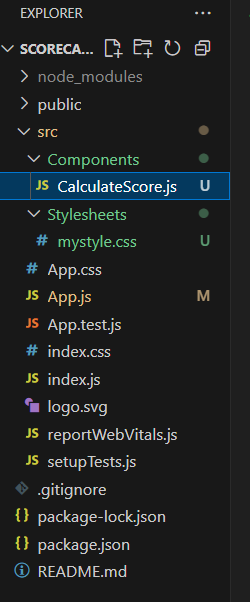 EXPLORER
SCORECA...
node_modules
public
src
Components
JS CalculateScore.js U
Stylesheets
# mystyle.css U
# App.css
JS App.js M
JS App.test.js
# index.css
JS index.js
logo.svg
JS reportWebVitals.js
JS setupTests.js
.gitignore
{} package-lock.json
{} package.json
README.md